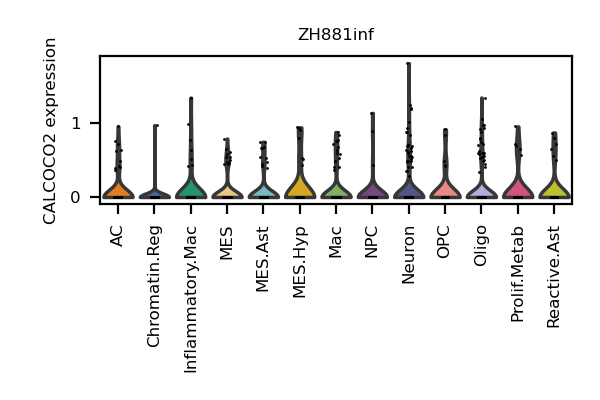 ZH881inf
CALCOCO2 expression
1
0
AC
Chromatin.Reg
Inflammatory.Mac
MES
MES.Ast
MES.Hyp
Mac
NPC
Neuron
OPC
Oligo
Prolif.Metab
Reactive.Ast